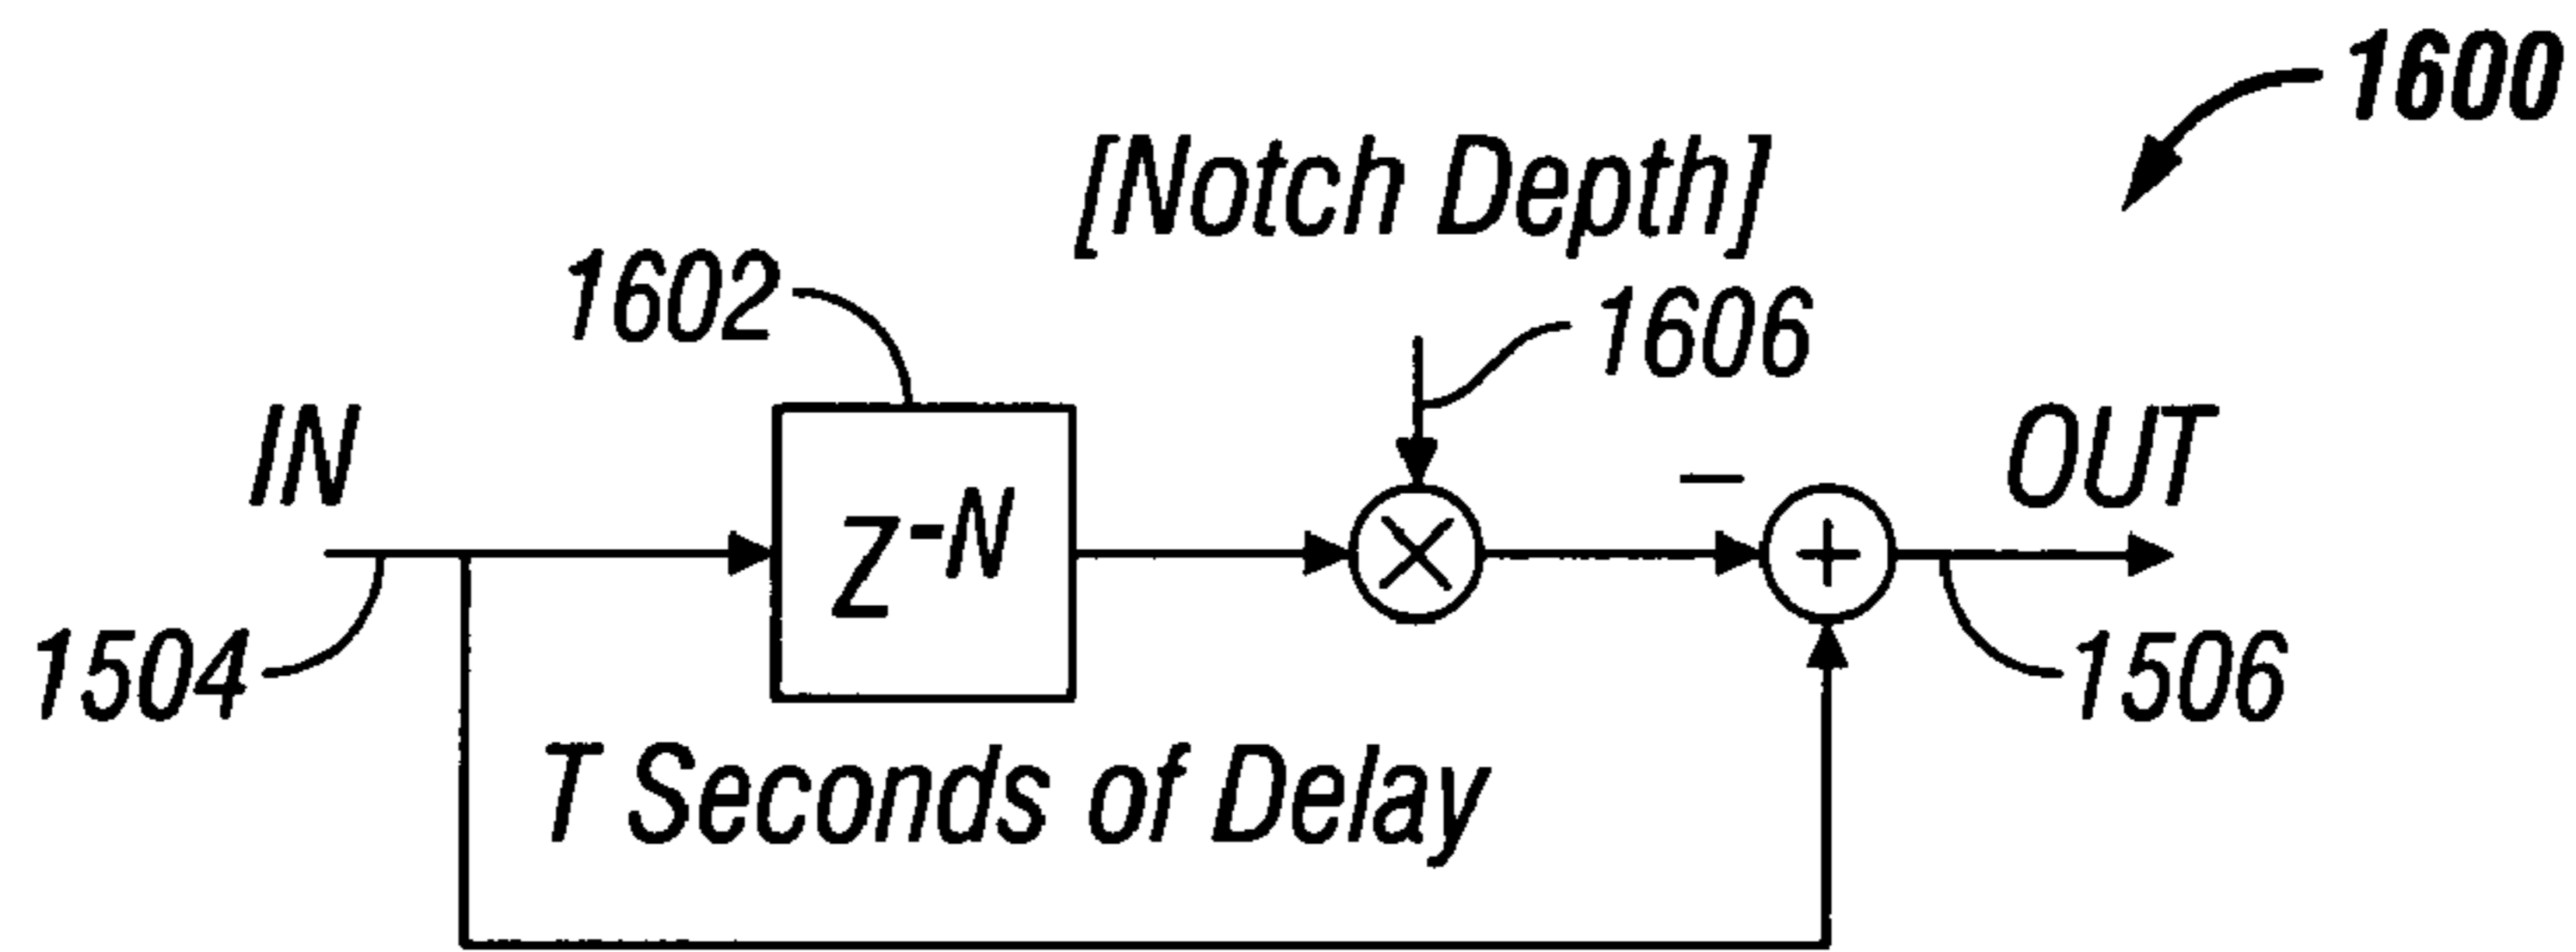 1600
[Notch Depth]
1602
1606
IN
OUT
Z-N
−
×
+
1504
1506
T Seconds of Delay